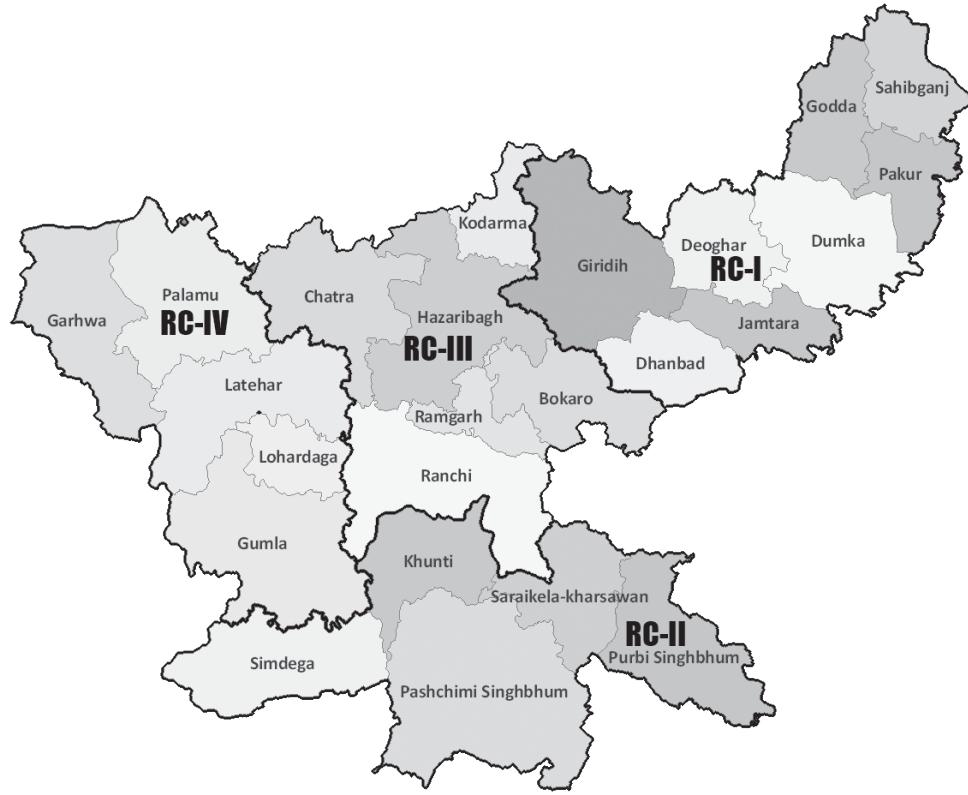 Sahibganj
Godda
Pakur
Kodarma
Deoghar
Dumka
RC-I
Giridih
Palamu
Chatra
Garhwa
RC-IV
Hazaribagh
Jamtara
RC-III
Dhanbad
Latehar
Bokaro
Ramgarh
Lohardaga
Ranchi
Gumla
Khunti
Saraikela-kharsawan
RC-II
Purbi Singhbhum
Simdega
Pashchimi Singhbhum